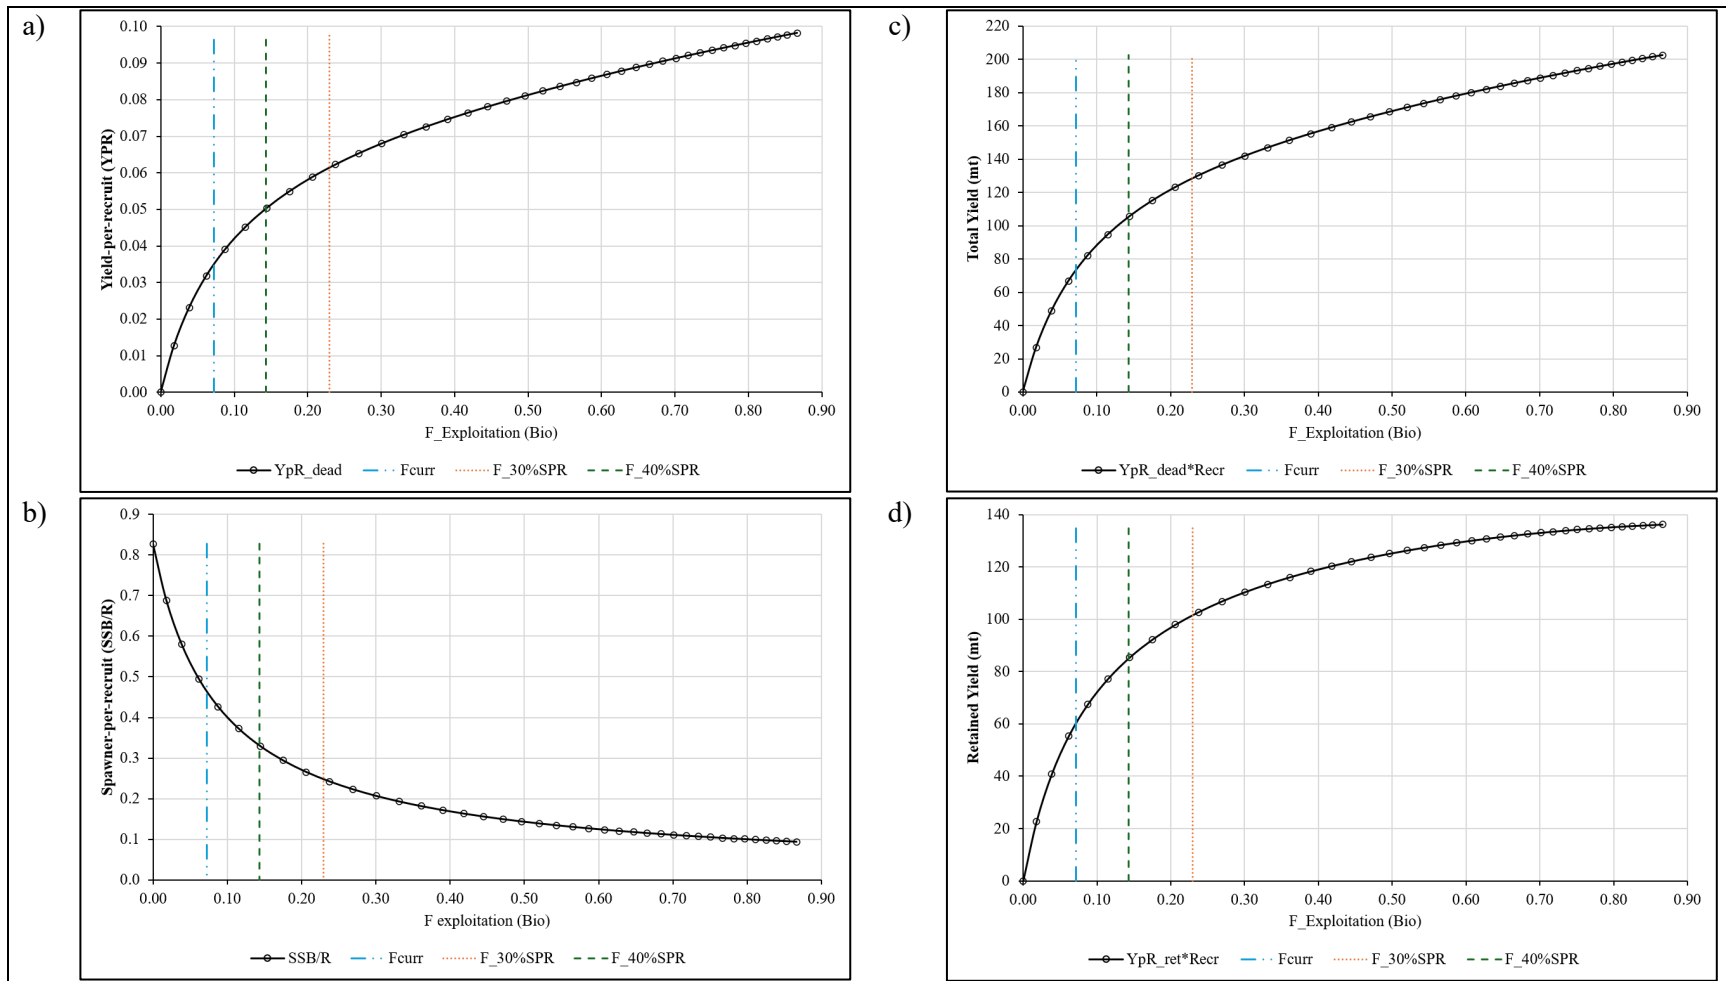 a)
Yield-per-recruit (YPR)
0.10
0.09
0.08
0.07
0.06
0.05
0.04
0.03
0.02
0.01
0.00
0.00 0.10 0.20 0.30 0.40 0.50 0.60 0.70 0.80 0.90
F_Exploitation (Bio)
YpR_dead Fcurr F_30%SPR F_40%SPR
c)
Total Yield (mt)
220
200
180
160
140
120
100
80
60
40
20
0
0.00 0.10 0.20 0.30 0.40 0.50 0.60 0.70 0.80 0.90
F_Exploitation (Bio)
YpR_dead*Recr Fcurr F_30%SPR F_40%SPR
b)
Spawner-per-recruit (SSB/R)
0.9
0.8
0.7
0.6
0.5
0.4
0.3
0.2
0.1
0.0
0.00 0.10 0.20 0.30 0.40 0.50 0.60 0.70 0.80 0.90
F exploitation (Bio)
SSB/R Fcurr F_30%SPR F_40%SPR
d)
Retained Yield (mt)
140
120
100
80
60
40
20
0
0.00 0.10 0.20 0.30 0.40 0.50 0.60 0.70 0.80 0.90
F_Exploitation (Bio)
YpR_ret*Recr Fcurr F_30%SPR F_40%SPR